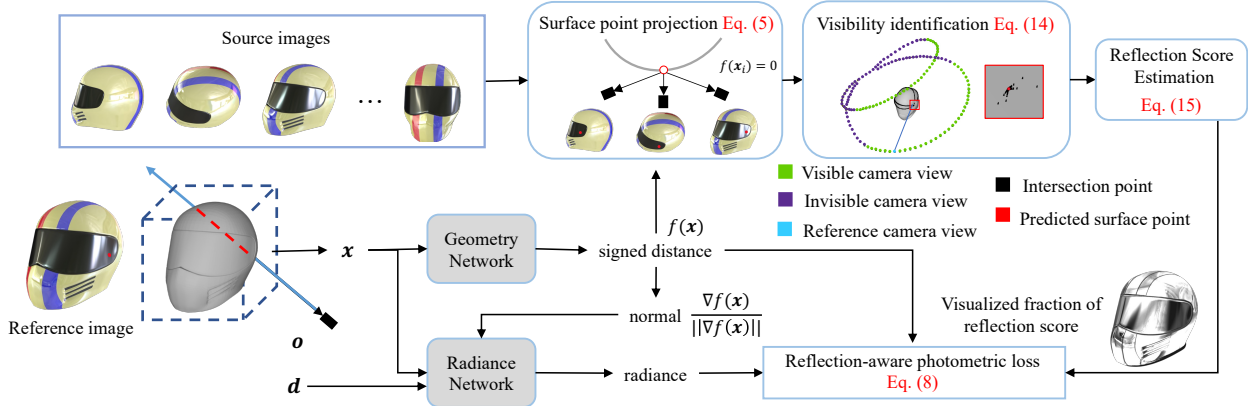 Source images
...
Surface point projection Eq. (5)
f(𝒙ᵢ) = 0
Visibility identification Eq. (14)
Reflection Score
Estimation
Eq. (15)
Visible camera view
Invisible camera view
Reference camera view
Intersection point
Predicted surface point
Reference image
𝒐
𝒅
𝒙
Geometry
Network
f(𝒙)
signed distance
normal ∇f(𝒙) / ||∇f(𝒙)||
Radiance
Network
radiance
Visualized fraction of
reflection score
Reflection-aware photometric loss
Eq. (8)